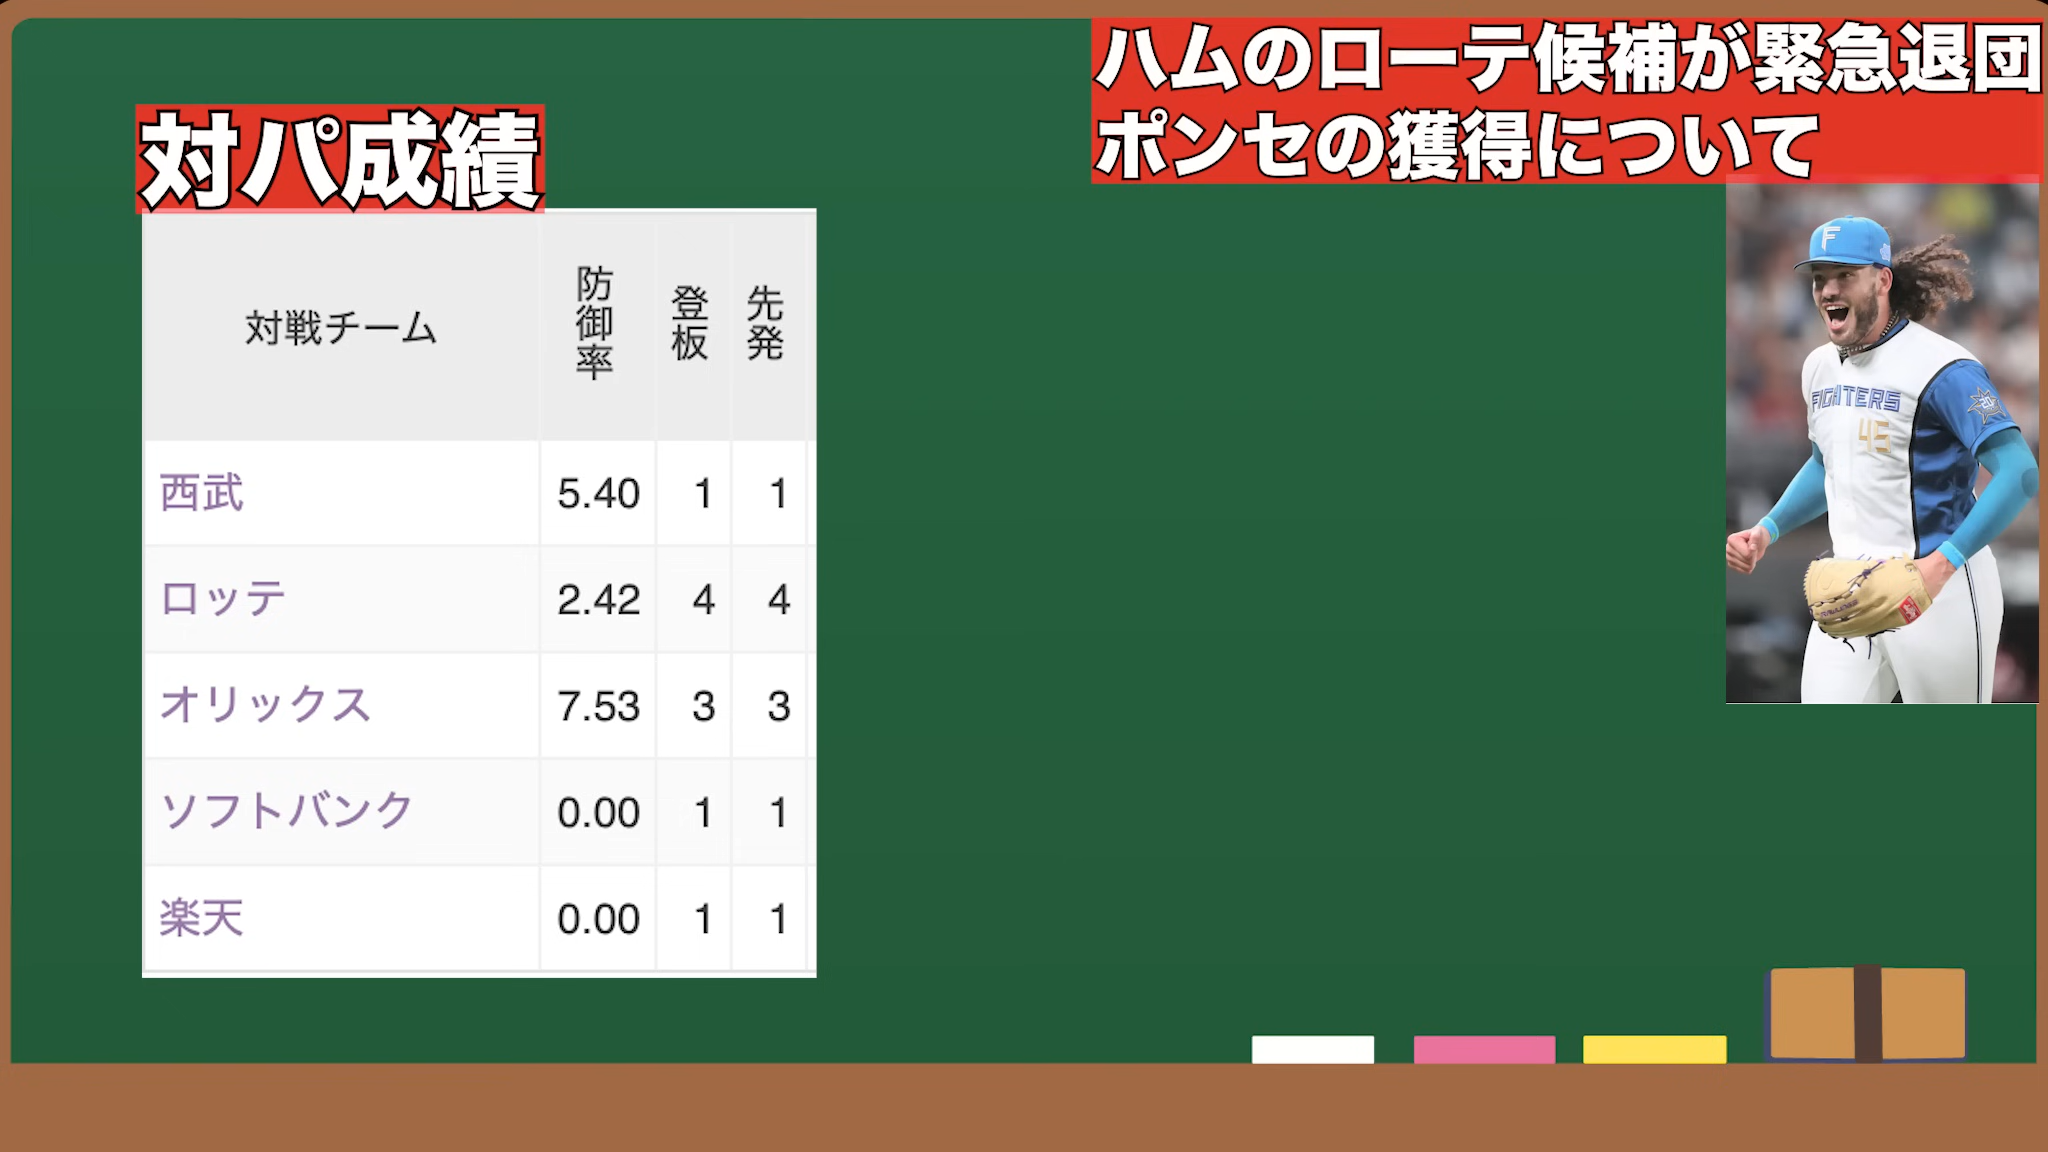 ハムのローテ候補が緊急退団
ポンセの獲得について
対パ成績
対戦チーム 防御率 登板 先発
西武 5.40 1 1
ロッテ 2.42 4 4
オリックス 7.53 3 3
ソフトバンク 0.00 1 1
楽天 0.00 1 1
F
FIGHTERS
45